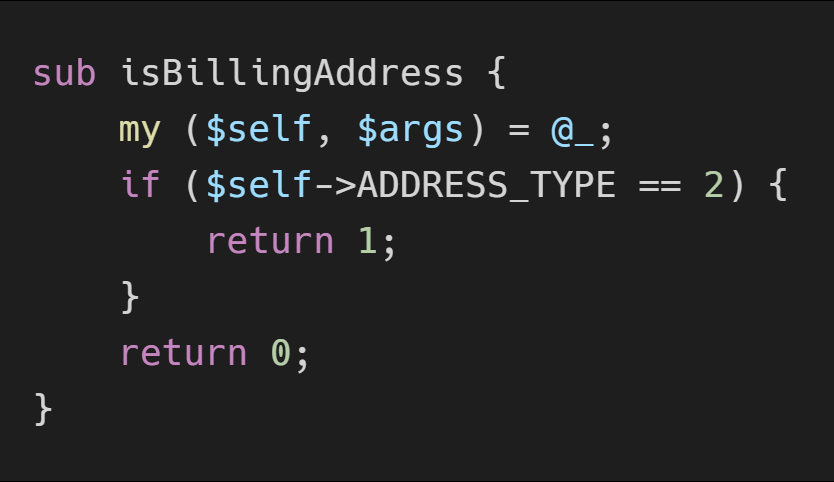 sub isBillingAddress {
    my ($self, $args) = @_;
    if ($self->ADDRESS_TYPE == 2) {
        return 1;
    }
    return 0;
}